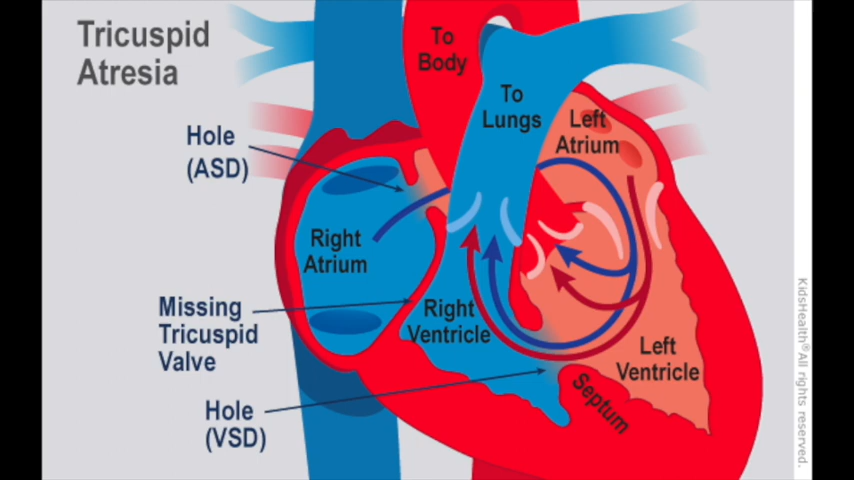 Tricuspid
Atresia
To
Body
To
Lungs
Left
Atrium
Hole
(ASD)
Right
Atrium
Missing
Tricuspid
Valve
Right
Ventricle
Left
Ventricle
Septum
Hole
(VSD)
KidsHealth® All rights reserved.